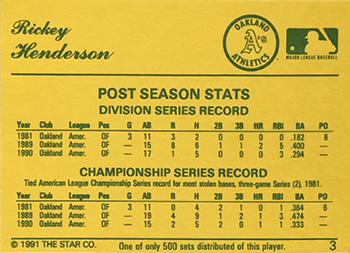 Rickey
Henderson
OAKLAND
A's
ATHLETICS
MAJOR LEAGUE BASEBALL
POST SEASON STATS
DIVISION SERIES RECORD
Year Club League Pos G AB R H 2B 3B HR RBI BA PO
1981 Oakland Amer. OF 3 11 3 2 0 0 0 0 .182 8
1989 Oakland Amer. OF -- 15 8 6 1 1 2 5 .400 --
1990 Oakland Amer. OF -- 17 1 5 0 0 0 3 .294 --
CHAMPIONSHIP SERIES RECORD
Tied American League Championship Series record for most stolen bases, three-game Series (2), 1981.
Year Club League Pos G AB R H 2B 3B HR RBI BA PO
1981 Oakland Amer. OF 3 11 0 4 2 1 0 1 .364 6
1989 Oakland Amer. OF -- 19 4 9 1 2 1 3 .474 --
1990 Oakland Amer. OF -- 15 2 5 2 0 1 2 .333 --
© 1991 THE STAR CO. One of only 500 sets distributed of this player. 3